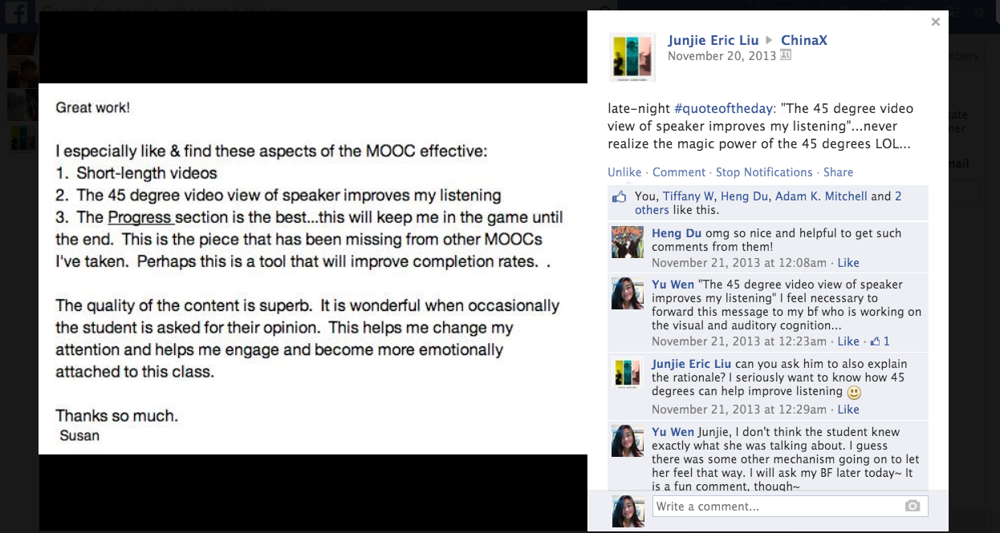 Great work!
I especially like & find these aspects of the MOOC effective:
1. Short-length videos
2. The 45 degree video view of speaker improves my listening
3. The Progress section is the best...this will keep me in the game until
the end. This is the piece that has been missing from other MOOCs
I've taken. Perhaps this is a tool that will improve completion rates. .
The quality of the content is superb. It is wonderful when occasionally
the student is asked for their opinion. This helps me change my
attention and helps me engage and become more emotionally
attached to this class.
Thanks so much.
Susan
Junjie Eric Liu ▶ ChinaX
November 20, 2013
late-night #quoteoftheday: "The 45 degree video
view of speaker improves my listening"...never
realize the magic power of the 45 degrees LOL...
Unlike · Comment · Stop Notifications · Share
You, Tiffany W, Heng Du, Adam K. Mitchell and 2
others like this.
Heng Du omg so nice and helpful to get such
comments from them!
November 21, 2013 at 12:08am · Like
Yu Wen "The 45 degree video view of speaker
improves my listening" I feel necessary to
forward this message to my bf who is working on
the visual and auditory cognition...
November 21, 2013 at 12:23am · Like · 1
Junjie Eric Liu can you ask him to also explain
the rationale? I seriously want to know how 45
degrees can help improve listening
November 21, 2013 at 12:29am · Like
Yu Wen Junjie, I don't think the student knew
exactly what she was talking about. I guess
there was some other mechanism going on to let
her feel that way. I will ask my BF later today~ It
is a fun comment, though~
Write a comment...